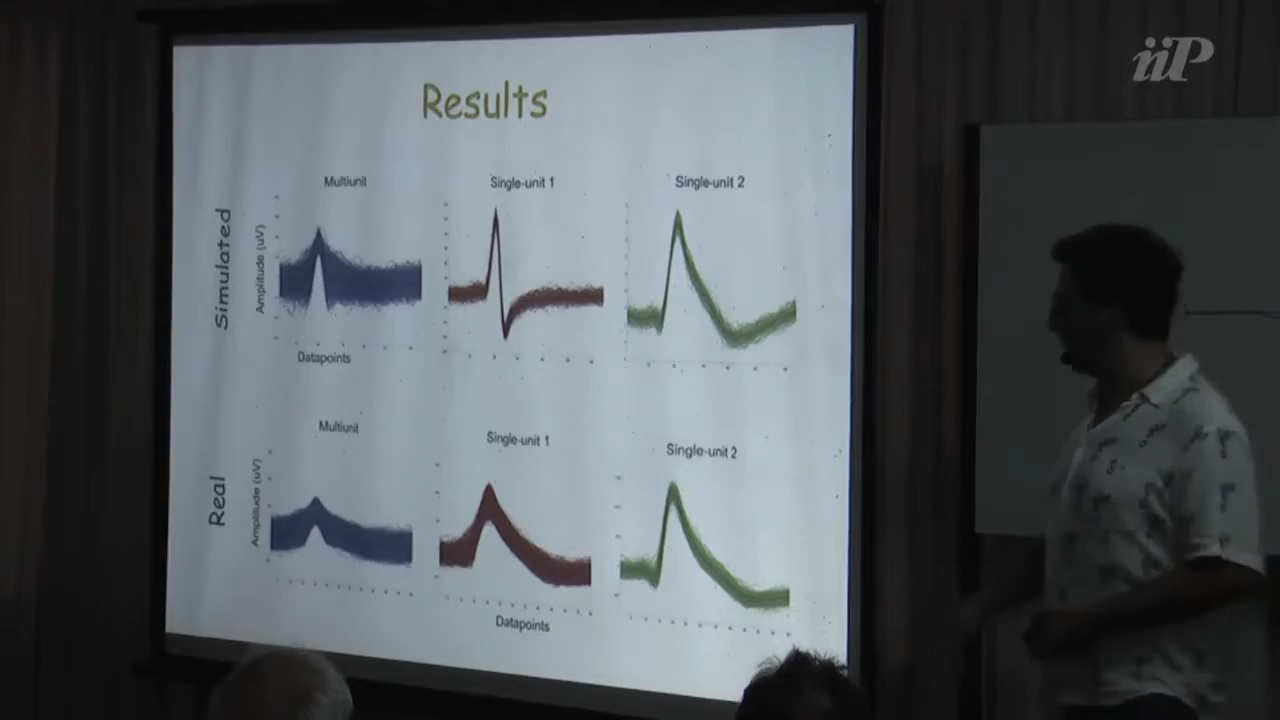 iiP
Results
Multiunit
Single-unit 1
Single-unit 2
Simulated
Amplitude (uV)
Datapoints
Multiunit
Single-unit 1
Single-unit 2
Real
Amplitude (uV)
Datapoints